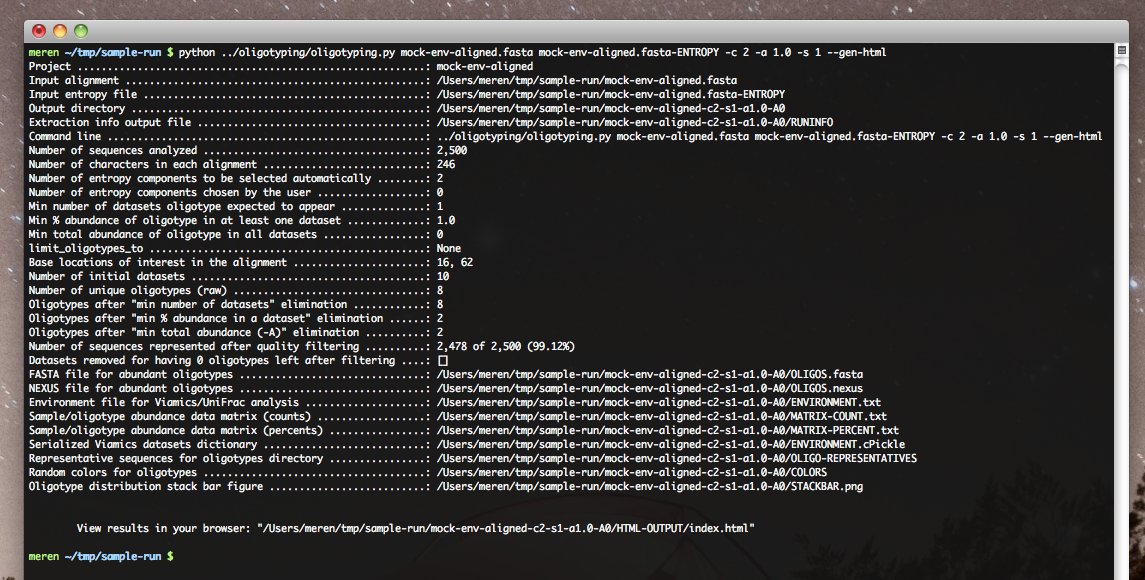 meren ~/tmp/sample-run $ python ../oligotyping/oligotyping.py mock-env-aligned.fasta mock-env-aligned.fasta-ENTROPY -c 2 -a 1.0 -s 1 --gen-html
Project ..........................................................: mock-env-aligned
Input alignment ..................................................: /Users/meren/tmp/sample-run/mock-env-aligned.fasta
Input entropy file ...............................................: /Users/meren/tmp/sample-run/mock-env-aligned.fasta-ENTROPY
Output directory .................................................: /Users/meren/tmp/sample-run/mock-env-aligned-c2-s1-a1.0-A0
Extraction info output file ......................................: /Users/meren/tmp/sample-run/mock-env-aligned-c2-s1-a1.0-A0/RUNINFO
Command line .....................................................: ../oligotyping/oligotyping.py mock-env-aligned.fasta mock-env-aligned.fasta-ENTROPY -c 2 -a 1.0 -s 1 --gen-html
Number of sequences analyzed .....................................: 2,500
Number of characters in each alignment ...........................: 246
Number of entropy components to be selected automatically ........: 2
Number of entropy components chosen by the user ..................: 0
Min number of datasets oligotype expected to appear ..............: 1
Min % abundance of oligotype in at least one dataset .............: 1.0
Min total abundance of oligotype in all datasets .................: 0
limit_oligotypes_to ..............................................: None
Base locations of interest in the alignment ......................: 16, 62
Number of initial datasets .......................................: 10
Number of unique oligotypes (raw) ................................: 8
Oligotypes after "min number of datasets" elimination ............: 8
Oligotypes after "min % abundance in a dataset" elimination ......: 2
Oligotypes after "min total abundance (-A)" elimination ..........: 2
Number of sequences represented after quality filtering ..........: 2,478 of 2,500 (99.12%)
Datasets removed for having 0 oligotypes left after filtering ....: []
FASTA file for abundant oligotypes ...............................: /Users/meren/tmp/sample-run/mock-env-aligned-c2-s1-a1.0-A0/OLIGOS.fasta
NEXUS file for abundant oligotypes ...............................: /Users/meren/tmp/sample-run/mock-env-aligned-c2-s1-a1.0-A0/OLIGOS.nexus
Environment file for Viamics/UniFrac analysis ....................: /Users/meren/tmp/sample-run/mock-env-aligned-c2-s1-a1.0-A0/ENVIRONMENT.txt
Sample/oligotype abundance data matrix (counts) ..................: /Users/meren/tmp/sample-run/mock-env-aligned-c2-s1-a1.0-A0/MATRIX-COUNT.txt
Sample/oligotype abundance data matrix (percents) ................: /Users/meren/tmp/sample-run/mock-env-aligned-c2-s1-a1.0-A0/MATRIX-PERCENT.txt
Serialized Viamics datasets dictionary ...........................: /Users/meren/tmp/sample-run/mock-env-aligned-c2-s1-a1.0-A0/ENVIRONMENT.cPickle
Representative sequences for oligotypes directory ................: /Users/meren/tmp/sample-run/mock-env-aligned-c2-s1-a1.0-A0/OLIGO-REPRESENTATIVES
Random colors for oligotypes .....................................: /Users/meren/tmp/sample-run/mock-env-aligned-c2-s1-a1.0-A0/COLORS
Oligotype distribution stack bar figure ..........................: /Users/meren/tmp/sample-run/mock-env-aligned-c2-s1-a1.0-A0/STACKBAR.png
View results in your browser: "/Users/meren/tmp/sample-run/mock-env-aligned-c2-s1-a1.0-A0/HTML-OUTPUT/index.html"
meren ~/tmp/sample-run $